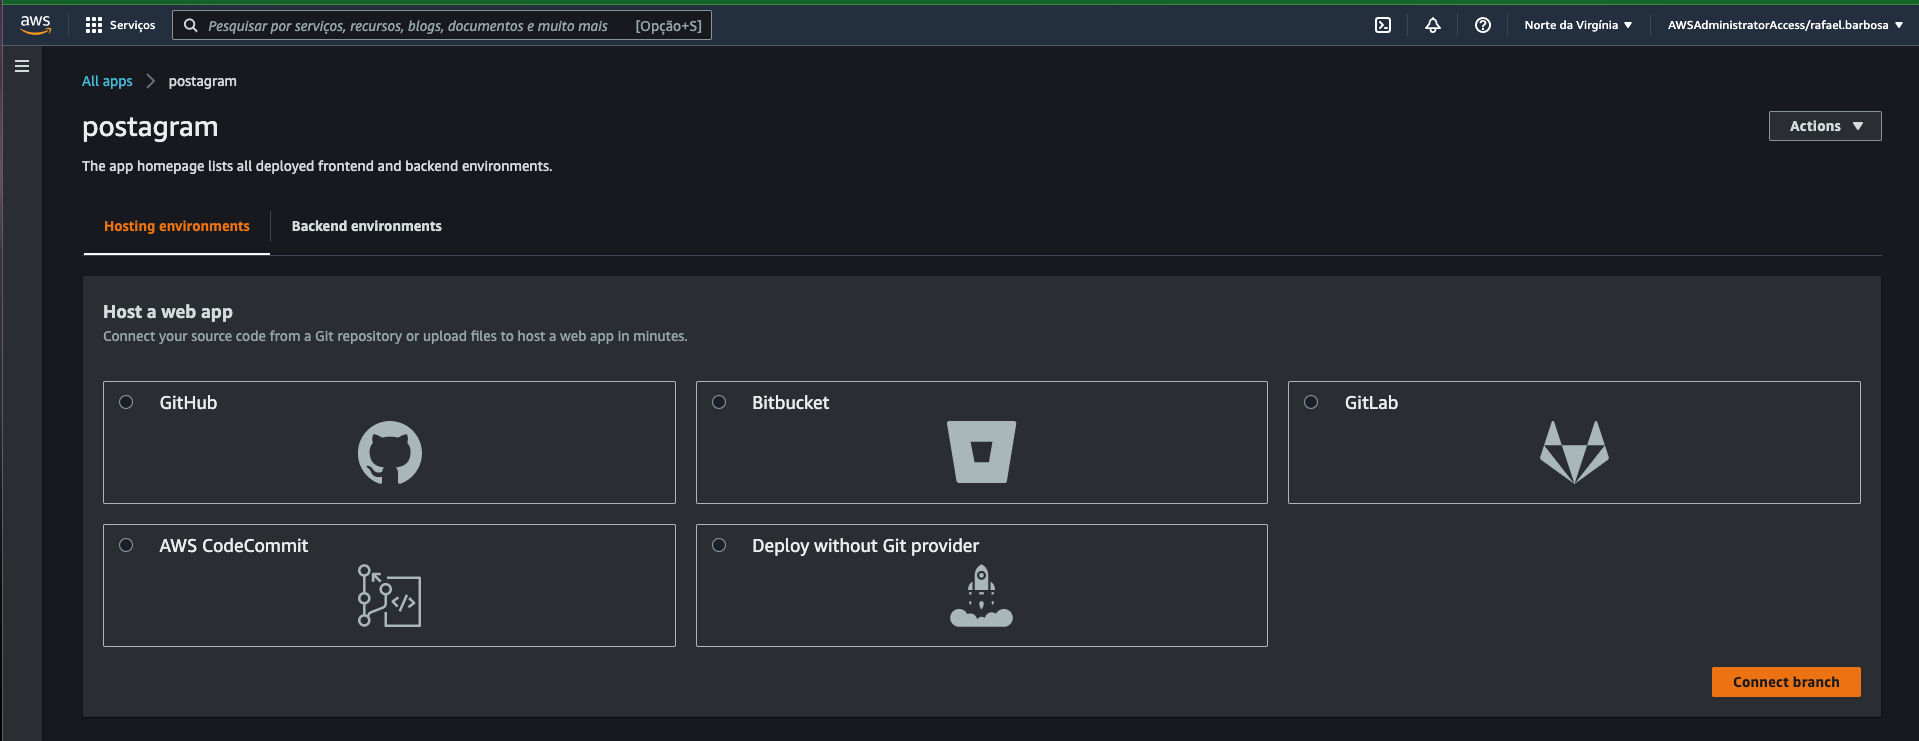 aws
Serviços
Pesquisar por serviços, recursos, blogs, documentos e muito mais
[Opção+S]
Norte da Virgínia
AWSAdministratorAccess/rafael.barbosa
All apps
postagram
postagram
Actions
The app homepage lists all deployed frontend and backend environments.
Hosting environments
Backend environments
Host a web app
Connect your source code from a Git repository or upload files to host a web app in minutes.
GitHub
Bitbucket
GitLab
AWS CodeCommit
Deploy without Git provider
Connect branch